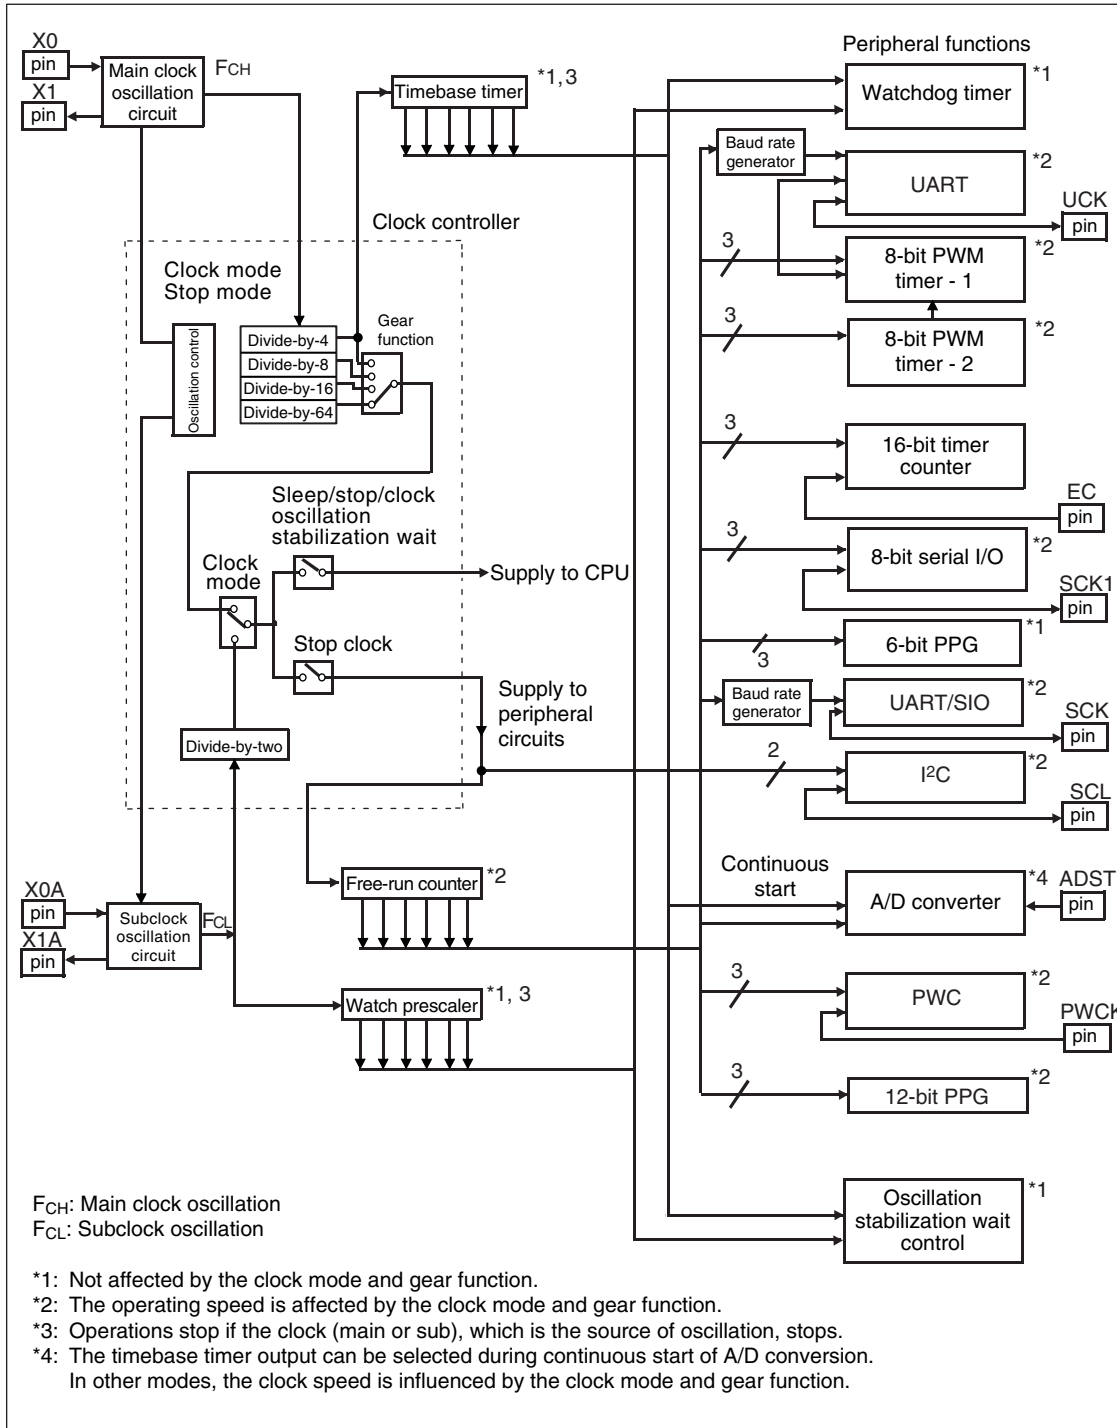 X0
pin
X1
pin
Main clock
oscillation
circuit
FCH
Timebase timer
*1, 3
Peripheral functions
Watchdog timer
*1
Baud rate
generator
UART
*2
UCK
pin
Clock controller
Clock mode
Stop mode
Oscillation control
Divide-by-4
Divide-by-8
Divide-by-16
Divide-by-64
Gear
function
3
8-bit PWM
timer - 1
*2
3
8-bit PWM
timer - 2
*2
3
16-bit timer
counter
EC
pin
Sleep/stop/clock
oscillation
stabilization wait
Clock
mode
Supply to CPU
3
8-bit serial I/O
*2
SCK1
pin
Stop clock
3
6-bit PPG
*1
Supply to
peripheral
circuits
Baud rate
generator
UART/SIO
*2
SCK
pin
Divide-by-two
2
I2C
*2
SCL
pin
X0A
pin
X1A
pin
Subclock
oscillation
circuit
FCL
Free-run counter
*2
Continuous
start
A/D converter
*4
ADST
pin
Watch prescaler
*1, 3
3
PWC
*2
PWCK
pin
3
12-bit PPG
*2
Oscillation
stabilization wait
control
*1
FCH: Main clock oscillation
FCL: Subclock oscillation
*1: Not affected by the clock mode and gear function.
*2: The operating speed is affected by the clock mode and gear function.
*3: Operations stop if the clock (main or sub), which is the source of oscillation, stops.
*4: The timebase timer output can be selected during continuous start of A/D conversion.
In other modes, the clock speed is influenced by the clock mode and gear function.